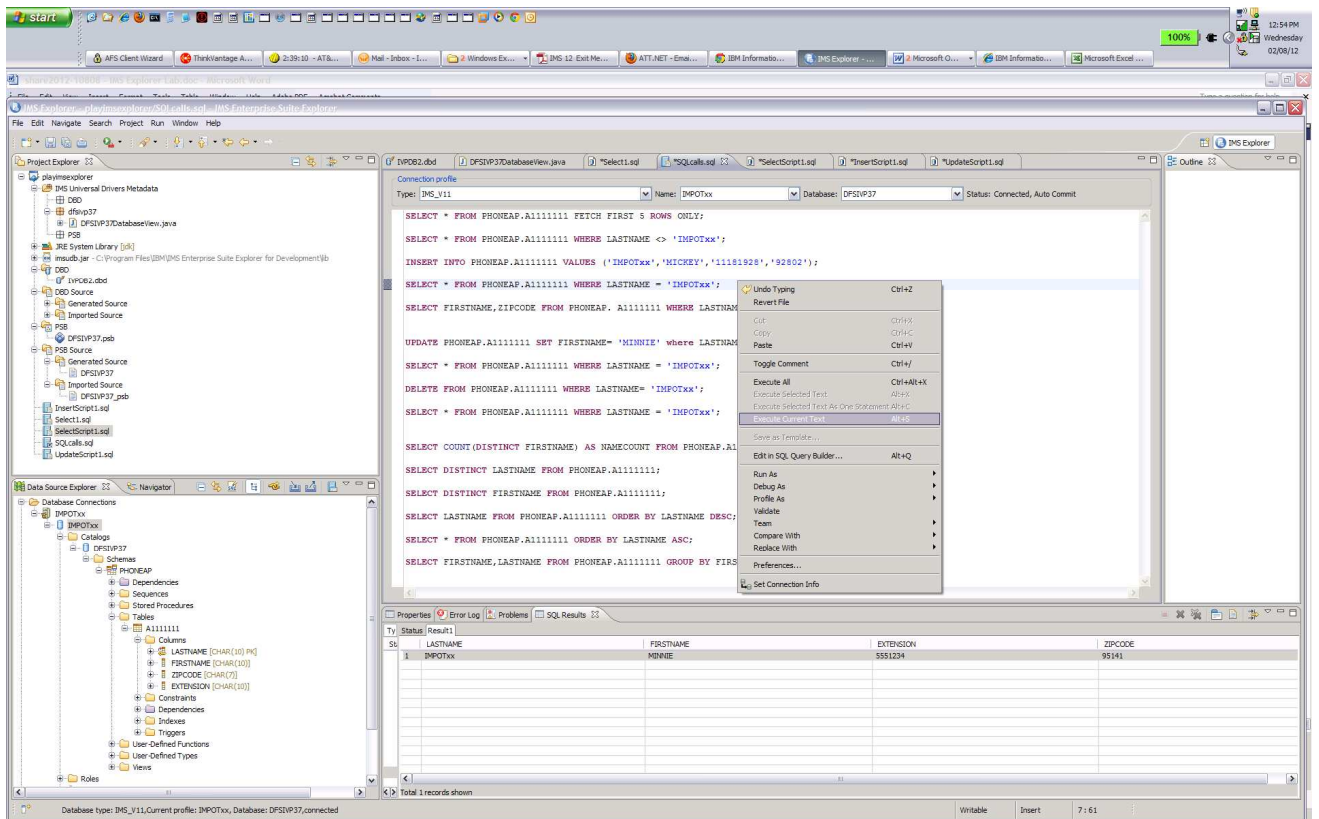 start
100%
12:54 PM
Wednesday
02/08/12
AFS Client Wizard
ThinkVantage A...
2:39:10 - AT&...
Mail - Inbox - I...
2 Windows Ex...
IMS 12 Exit Me...
ATT.NET - Emai...
IBM Informatio...
IMS Explorer - ...
2 Microsoft O...
IBM Informatio...
Microsoft Excel ...
share2012-10808 - IMS Explorer Lab.doc - Microsoft Word
IMS Explorer - playimsexplorer/SQLcalls.sql - IMS Enterprise Suite Explorer
File Edit Navigate Search Project Run Window Help
IMS Explorer
Project Explorer
playimsexplorer
IMS Universal Drivers Metadata
DBD
dfsivp37
DFSIVP37DatabaseView.java
PSB
JRE System Library [jdk]
imsudb.jar - C:\Program Files\IBM\IMS Enterprise Suite Explorer for Development\lib
DBD
IVPDB2.dbd
DBD Source
Generated Source
Imported Source
PSB
DFSIVP37.psb
PSB Source
Generated Source
DFSIVP37
Imported Source
DFSIVP37_psb
InsertScript1.sql
Select1.sql
SelectScript1.sql
SQLcalls.sql
UpdateScript1.sql
Data Source Explorer
Navigator
Database Connections
IMPOTxx
IMPOTxx
Catalogs
DFSIVP37
Schemas
PHONEAP
Dependencies
Sequences
Stored Procedures
Tables
A1111111
Columns
LASTNAME [CHAR(10) PK]
FIRSTNAME [CHAR(10)]
ZIPCODE [CHAR(7)]
EXTENSION [CHAR(10)]
Constraints
Dependencies
Indexes
Triggers
User-Defined Functions
User-Defined Types
Views
Roles
IVPDB2.dbd
DFSIVP37DatabaseView.java
*Select1.sql
*SQLcalls.sql
*SelectScript1.sql
*InsertScript1.sql
*UpdateScript1.sql
Outline
Connection profile
Type: IMS_V11 Name: IMPOTxx Database: DFSIVP37 Status: Connected, Auto Commit
SELECT * FROM PHONEAP.A1111111 FETCH FIRST 5 ROWS ONLY;
SELECT * FROM PHONEAP.A1111111 WHERE LASTNAME <> 'IMPOTxx';
INSERT INTO PHONEAP.A1111111 VALUES ('IMPOTxx','MICKEY','11181928','92802');
SELECT * FROM PHONEAP.A1111111 WHERE LASTNAME = 'IMPOTxx';
SELECT FIRSTNAME,ZIPCODE FROM PHONEAP. A1111111 WHERE LASTNAM
UPDATE PHONEAP.A1111111 SET FIRSTNAME= 'MINNIE' where LASTNAM
SELECT * FROM PHONEAP.A1111111 WHERE LASTNAME = 'IMPOTxx';
DELETE FROM PHONEAP.A1111111 WHERE LASTNAME= 'IMPOTxx';
SELECT * FROM PHONEAP.A1111111 WHERE LASTNAME = 'IMPOTxx';
SELECT COUNT(DISTINCT FIRSTNAME) AS NAMECOUNT FROM PHONEAP.A1
SELECT DISTINCT LASTNAME FROM PHONEAP.A1111111;
SELECT DISTINCT FIRSTNAME FROM PHONEAP.A1111111;
SELECT LASTNAME FROM PHONEAP.A1111111 ORDER BY LASTNAME DESC;
SELECT * FROM PHONEAP.A1111111 ORDER BY LASTNAME ASC;
SELECT FIRSTNAME,LASTNAME FROM PHONEAP.A1111111 GROUP BY FIRS
Undo Typing Ctrl+Z
Revert File
Cut Ctrl+X
Copy Ctrl+C
Paste Ctrl+V
Toggle Comment Ctrl+/
Execute All Ctrl+Alt+X
Execute Selected Text Alt+X
Execute Selected Text As One Statement Alt+C
Execute Current Text Alt+S
Save as Template...
Edit in SQL Query Builder... Alt+Q
Run As
Debug As
Profile As
Validate
Team
Compare With
Replace With
Preferences...
Set Connection Info
Properties
Error Log
Problems
SQL Results
Ty Status Result1
St LASTNAME FIRSTNAME EXTENSION ZIPCODE
1 IMPOTxx MINNIE 5551234 95141
Total 1 records shown
Database type: IMS_V11,Current profile: IMPOTxx, Database: DFSIVP37,connected
Writable
Insert
7 : 61